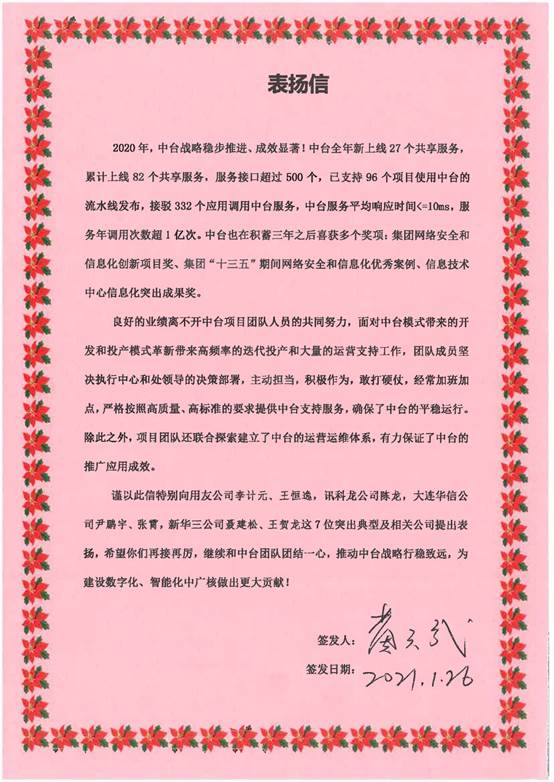 表扬信
2020年，中台战略稳步推进、成效显著！中台全年新上线27个共享服务，
累计上线82个共享服务，服务接口超过500个，已支持96个项目使用中台的
流水线发布，接驳332个应用调用中台服务，中台服务平均响应时间<=10ms，服
务年调用次数超1亿次。中台也在积蓄三年之后喜获多个奖项：集团网络安全和
信息化创新项目奖、集团“十三五”期间网络安全和信息化优秀案例、信息技术
中心信息化突出成果奖。
良好的业绩离不开中台项目团队人员的共同努力，面对中台模式带来的开
发和投产模式革新带来高频率的迭代投产和大量的运营支持工作，团队成员坚
决执行中心和处领导的决策部署，主动担当，积极作为，敢打硬仗，经常加班加
点，严格按照高质量、高标准的要求提供中台支持服务，确保了中台的平稳运行。
除此之外，项目团队还联合探索建立了中台的运营运维体系，有力保证了中台的
推广应用成效。
谨以此信特别向用友公司李计元、王恒逸，讯科龙公司陈龙，大连华信公
司尹鹏宇、张霄，新华三公司聂建松、王贺龙这7位突出典型及相关公司提出表
扬，希望你们再接再厉，继续和中台团队团结一心，推动中台战略行稳致远，为
建设数字化、智能化中广核做出更大贡献！
签发人：
签发日期：2021.1.26